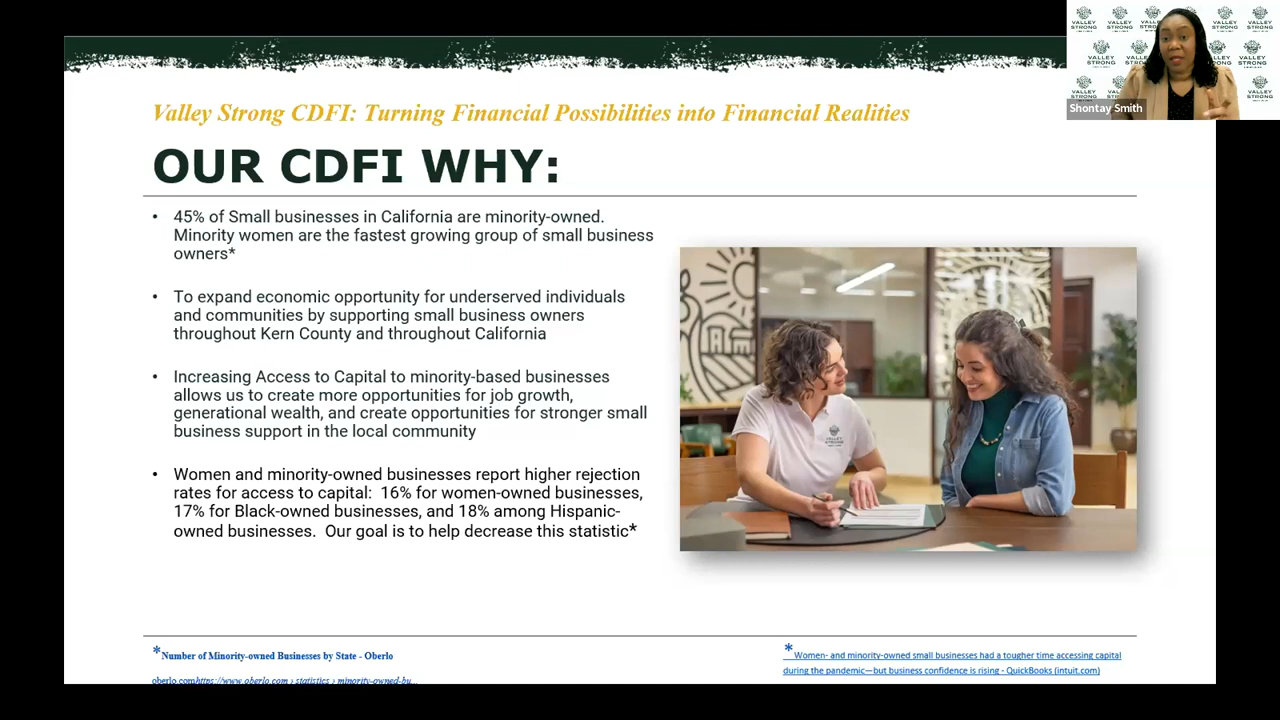 VALLEY STRONG
Shontay Smith
Valley Strong CDFI: Turning Financial Possibilities into Financial Realities
OUR CDFI WHY:
• 45% of Small businesses in California are minority-owned.
Minority women are the fastest growing group of small business
owners*
• To expand economic opportunity for underserved individuals
and communities by supporting small business owners
throughout Kern County and throughout California
• Increasing Access to Capital to minority-based businesses
allows us to create more opportunities for job growth,
generational wealth, and create opportunities for stronger small
business support in the local community
• Women and minority-owned businesses report higher rejection
rates for access to capital:  16% for women-owned businesses,
17% for Black-owned businesses, and 18% among Hispanic-
owned businesses.  Our goal is to help decrease this statistic*
VALLEY
STRONG
*Number of Minority-owned Businesses by State - Oberlo
oberlo.comhttps://www.oberlo.com › statistics › minority-owned-bu...
*Women- and minority-owned small businesses had a tougher time accessing capital
during the pandemic—but business confidence is rising - QuickBooks (intuit.com)